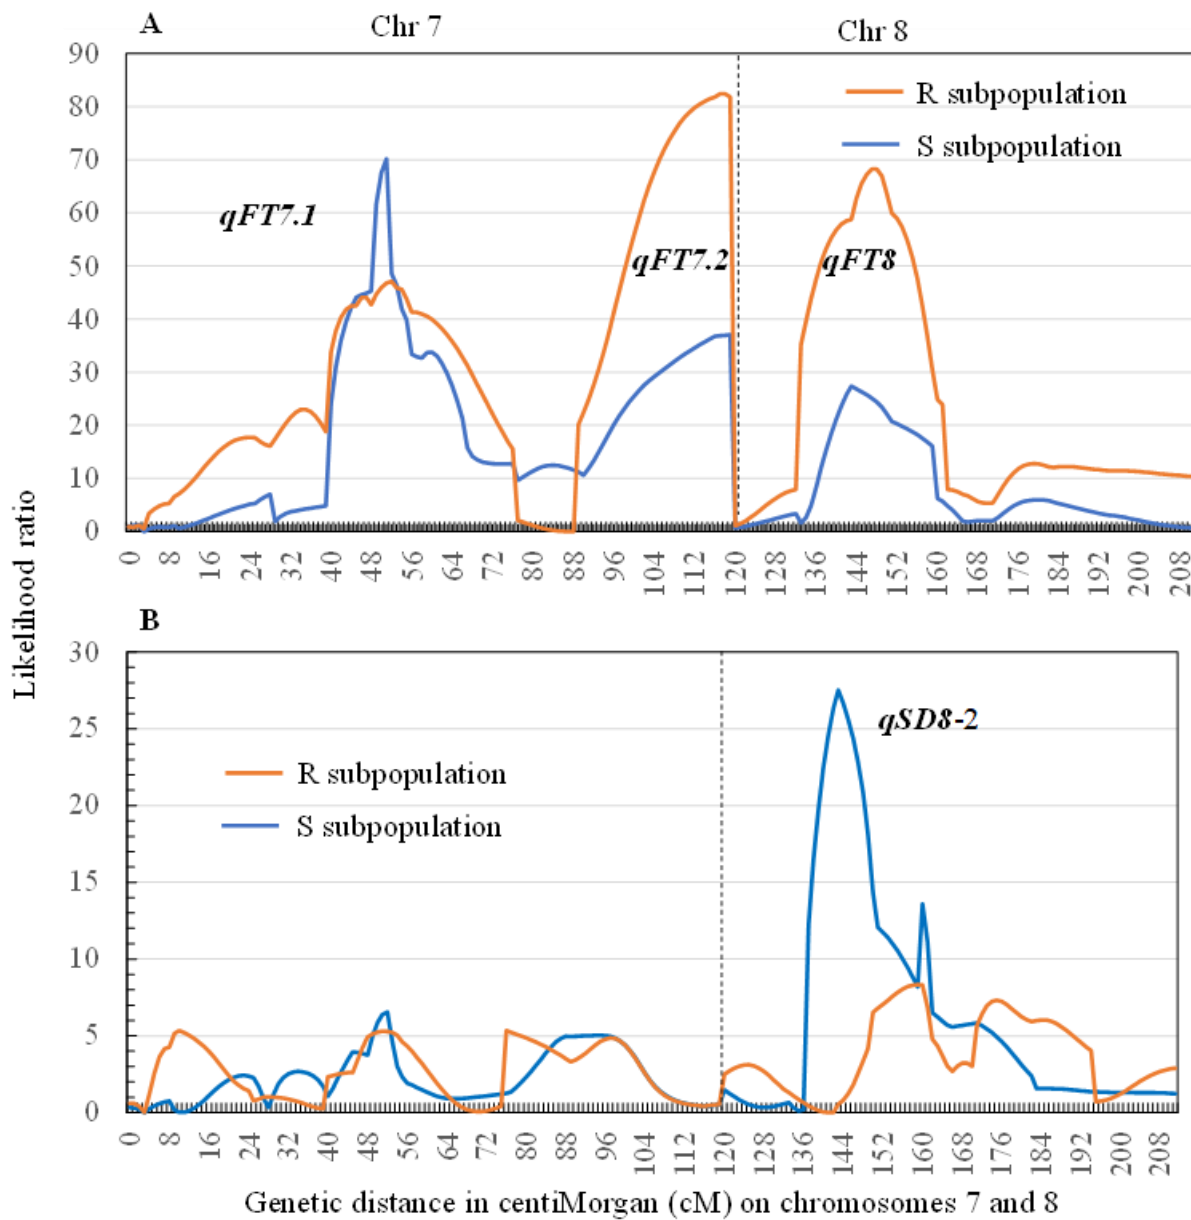 A
Chr 7
Chr 8
90
80
70
60
50
40
30
20
10
0
R subpopulation
S subpopulation
qFT7.1
qFT7.2
qFT8
0 8 16 24 32 40 48 56 64 72 80 88 96 104 112 120 128 136 144 152 160 168 176 184 192 200 208
Likelihood ratio
B
30
25
20
15
10
5
0
qSD8-2
R subpopulation
S subpopulation
0 8 16 24 32 40 48 56 64 72 80 88 96 104 112 120 128 136 144 152 160 168 176 184 192 200 208
Genetic distance in centiMorgan (cM) on chromosomes 7 and 8